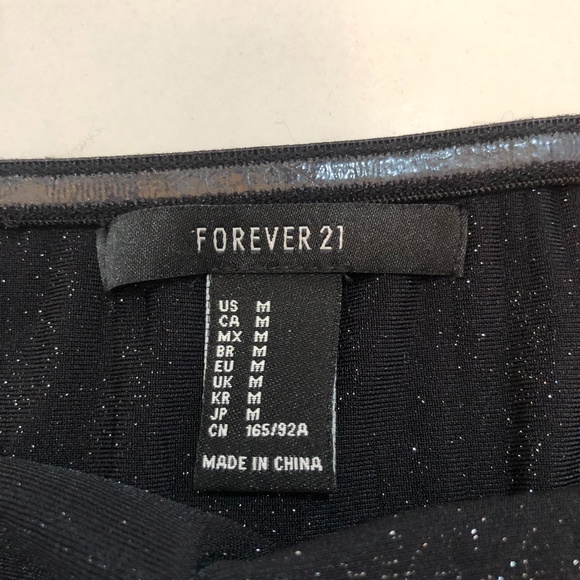 FOREVER 21
US M
CA M
MX M
BR M
EU M
UK M
KR M
JP M
CN 165/92A
MADE IN CHINA